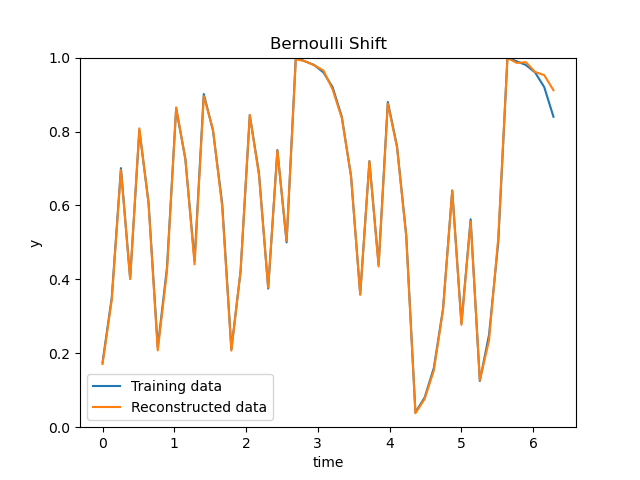 Bernoulli Shift
1.0
0.8
0.6
0.4
0.2
0.0
y
Training data
Reconstructed data
0 1 2 3 4 5 6
time